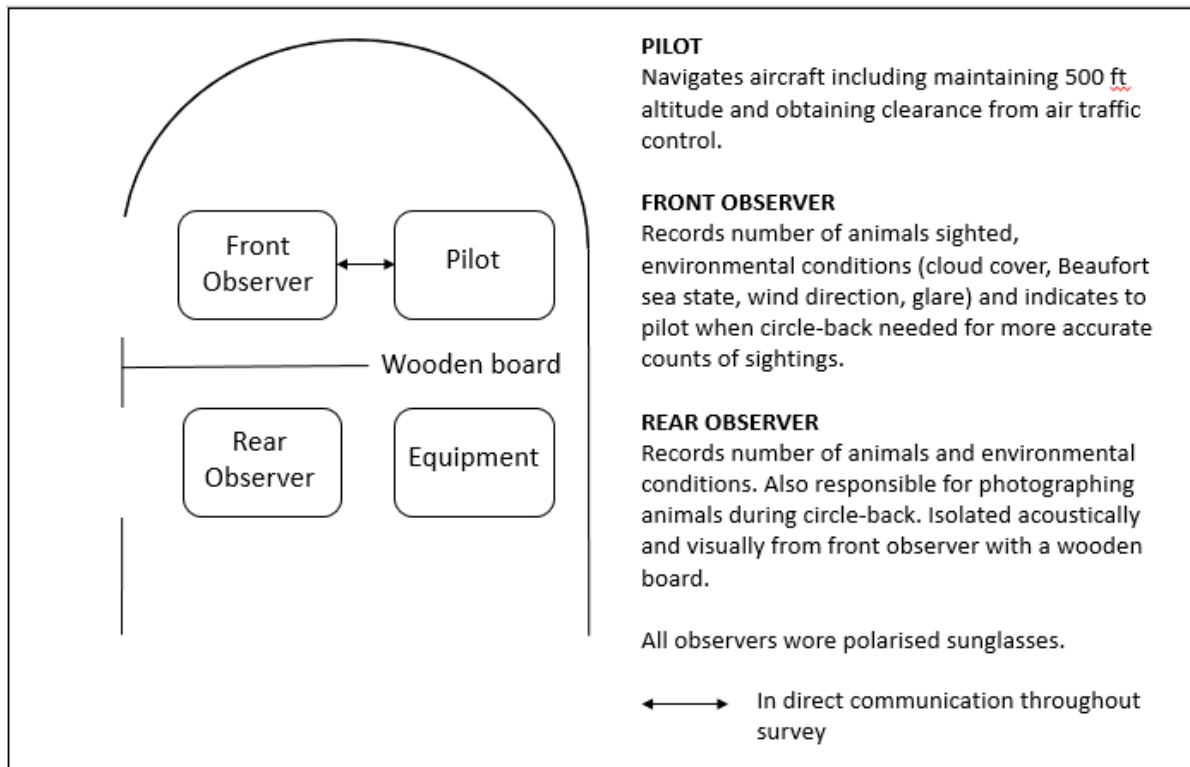 Front
Observer
Pilot
Wooden board
Rear
Observer
Equipment
PILOT
Navigates aircraft including maintaining 500 ft
altitude and obtaining clearance from air traffic
control.
FRONT OBSERVER
Records number of animals sighted,
environmental conditions (cloud cover, Beaufort
sea state, wind direction, glare) and indicates to
pilot when circle-back needed for more accurate
counts of sightings.
REAR OBSERVER
Records number of animals and environmental
conditions. Also responsible for photographing
animals during circle-back. Isolated acoustically
and visually from front observer with a wooden
board.
All observers wore polarised sunglasses.
In direct communication throughout
survey